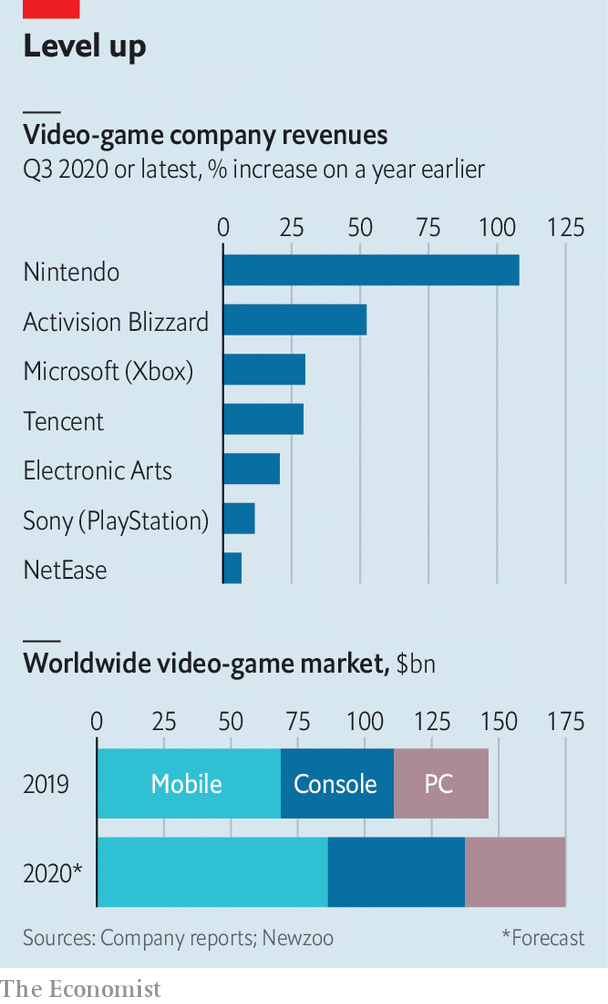 Level up
Video-game company revenues
Q3 2020 or latest, % increase on a year earlier
0 25 50 75 100 125
Nintendo
Activision Blizzard
Microsoft (Xbox)
Tencent
Electronic Arts
Sony (PlayStation)
NetEase
Worldwide video-game market, $bn
0 25 50 75 100 125 150 175
2019 Mobile Console PC
2020*
Sources: Company reports; Newzoo *Forecast
The Economist